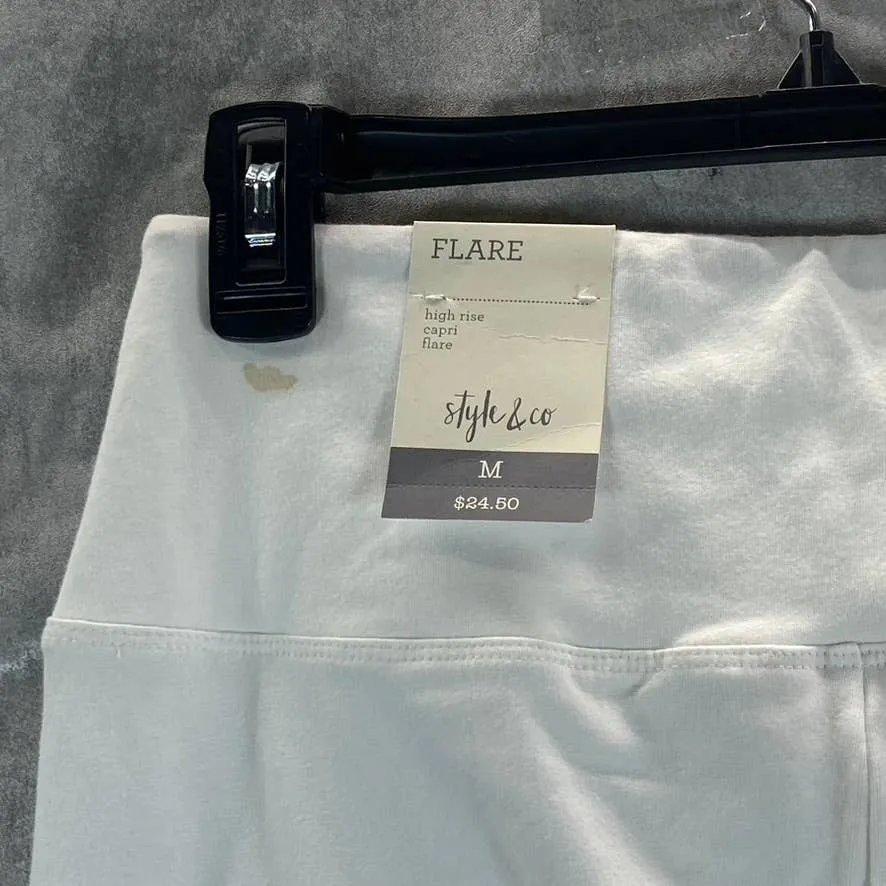 FLARE
high rise
capri
flare
style & co
M
$24.50